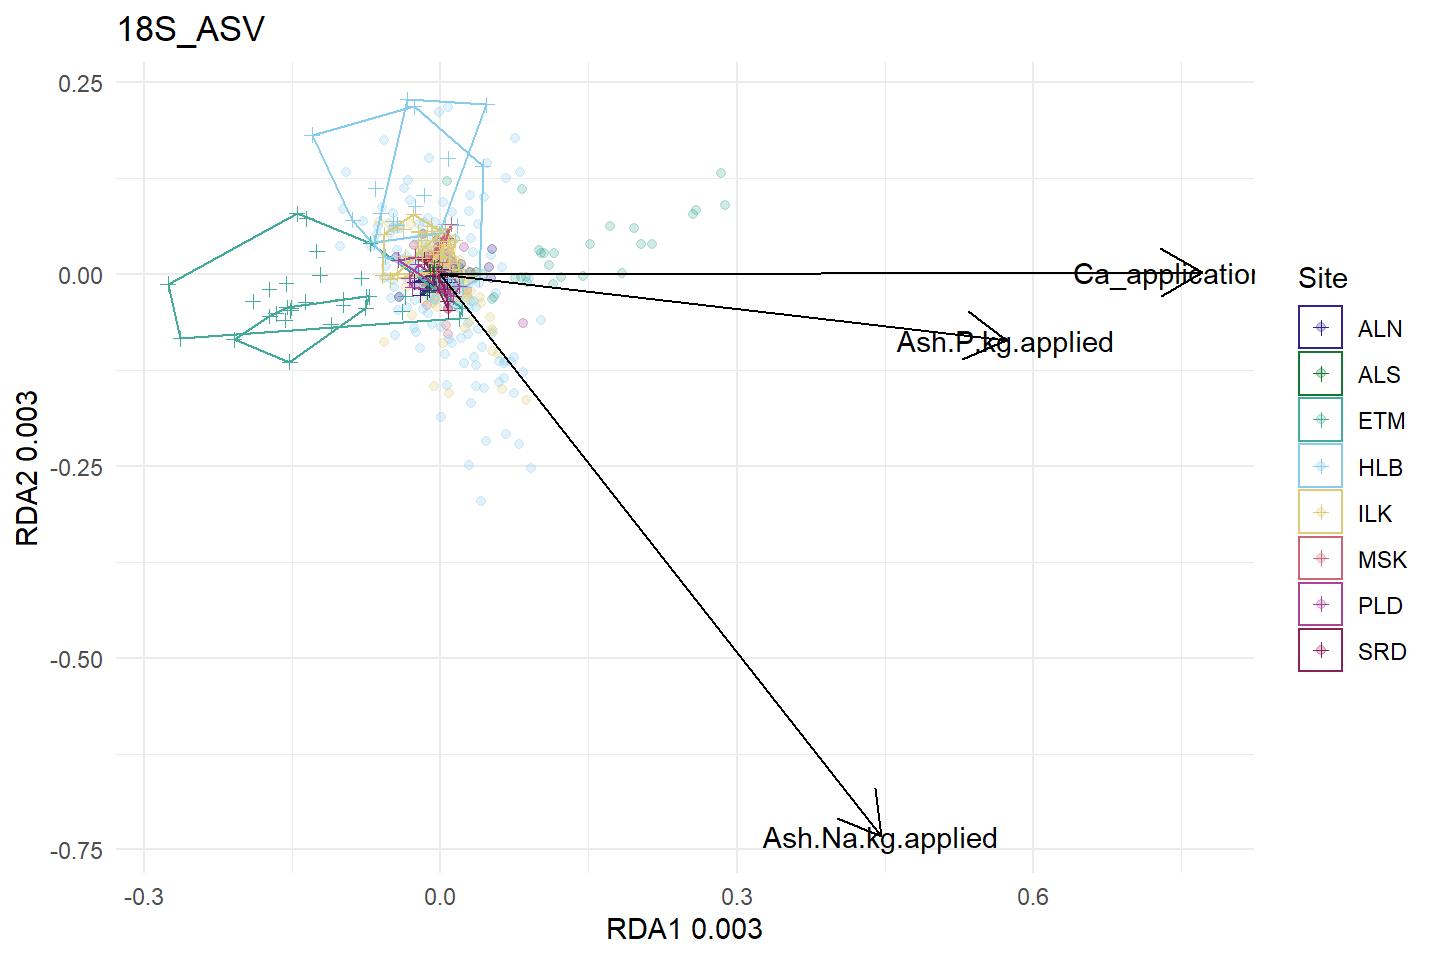 18S_ASV
0.25
0.00
-0.25
-0.50
-0.75
RDA2 0.003
Ca_application
Ash.P.kg.applied
Ash.Na.kg.applied
-0.3
0.0
0.3
0.6
RDA1 0.003
Site
ALN
ALS
ETM
HLB
ILK
MSK
PLD
SRD